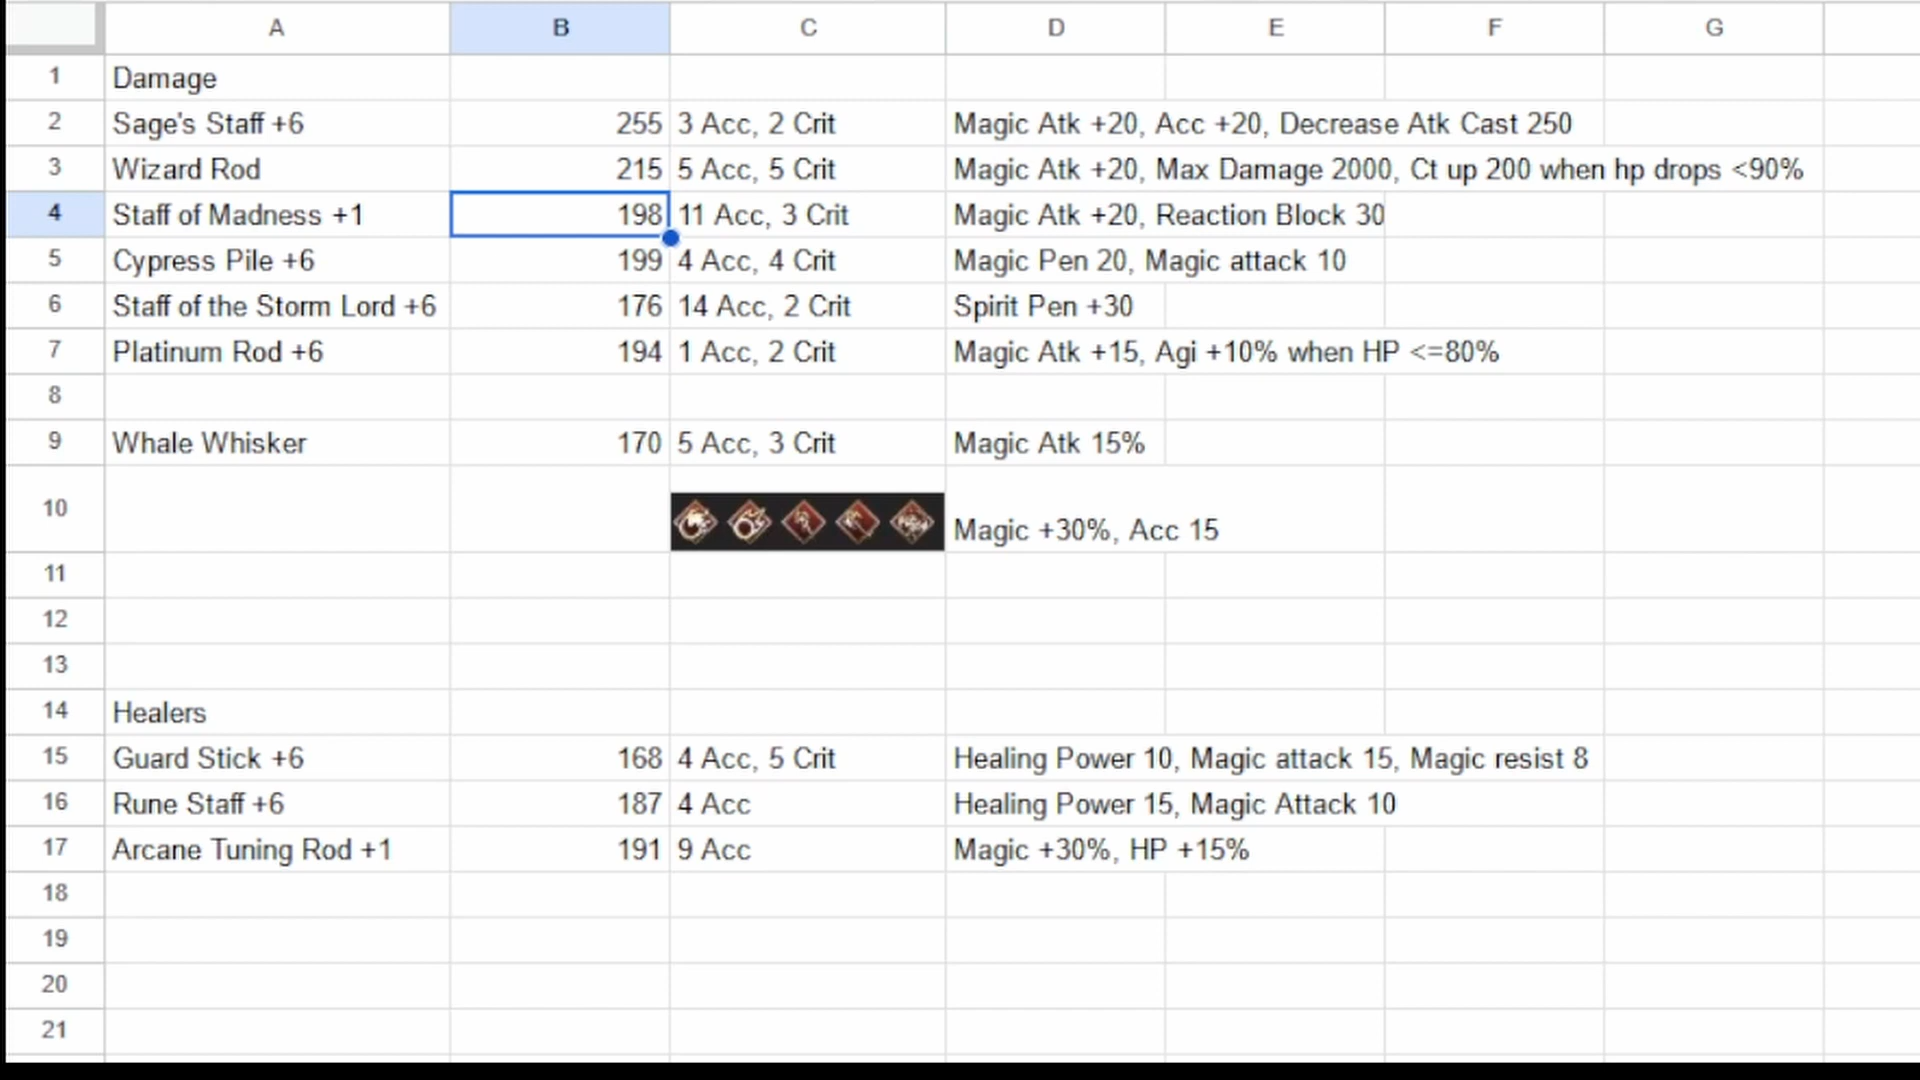 A B C D E F G
1 Damage
2 Sage's Staff +6 255 3 Acc, 2 Crit Magic Atk +20, Acc +20, Decrease Atk Cast 250
3 Wizard Rod 215 5 Acc, 5 Crit Magic Atk +20, Max Damage 2000, Ct up 200 when hp drops <90%
4 Staff of Madness +1 198 11 Acc, 3 Crit Magic Atk +20, Reaction Block 30
5 Cypress Pile +6 199 4 Acc, 4 Crit Magic Pen 20, Magic attack 10
6 Staff of the Storm Lord +6 176 14 Acc, 2 Crit Spirit Pen +30
7 Platinum Rod +6 194 1 Acc, 2 Crit Magic Atk +15, Agi +10% when HP <=80%
8
9 Whale Whisker 170 5 Acc, 3 Crit Magic Atk 15%
10 Magic +30%, Acc 15
11
12
13
14 Healers
15 Guard Stick +6 168 4 Acc, 5 Crit Healing Power 10, Magic attack 15, Magic resist 8
16 Rune Staff +6 187 4 Acc Healing Power 15, Magic Attack 10
17 Arcane Tuning Rod +1 191 9 Acc Magic +30%, HP +15%
18
19
20
21